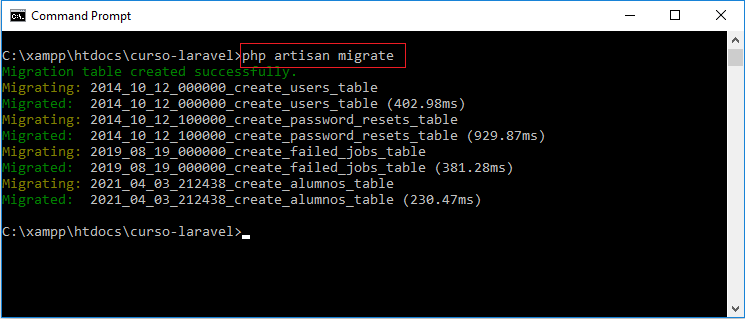 Command Prompt
C:\xampp\htdocs\curso-laravel>php artisan migrate
Migration table created successfully.
Migrating: 2014_10_12_000000_create_users_table
Migrated:  2014_10_12_000000_create_users_table (402.98ms)
Migrating: 2014_10_12_100000_create_password_resets_table
Migrated:  2014_10_12_100000_create_password_resets_table (929.87ms)
Migrating: 2019_08_19_000000_create_failed_jobs_table
Migrated:  2019_08_19_000000_create_failed_jobs_table (381.28ms)
Migrating: 2021_04_03_212438_create_alumnos_table
Migrated:  2021_04_03_212438_create_alumnos_table (230.47ms)
C:\xampp\htdocs\curso-laravel>